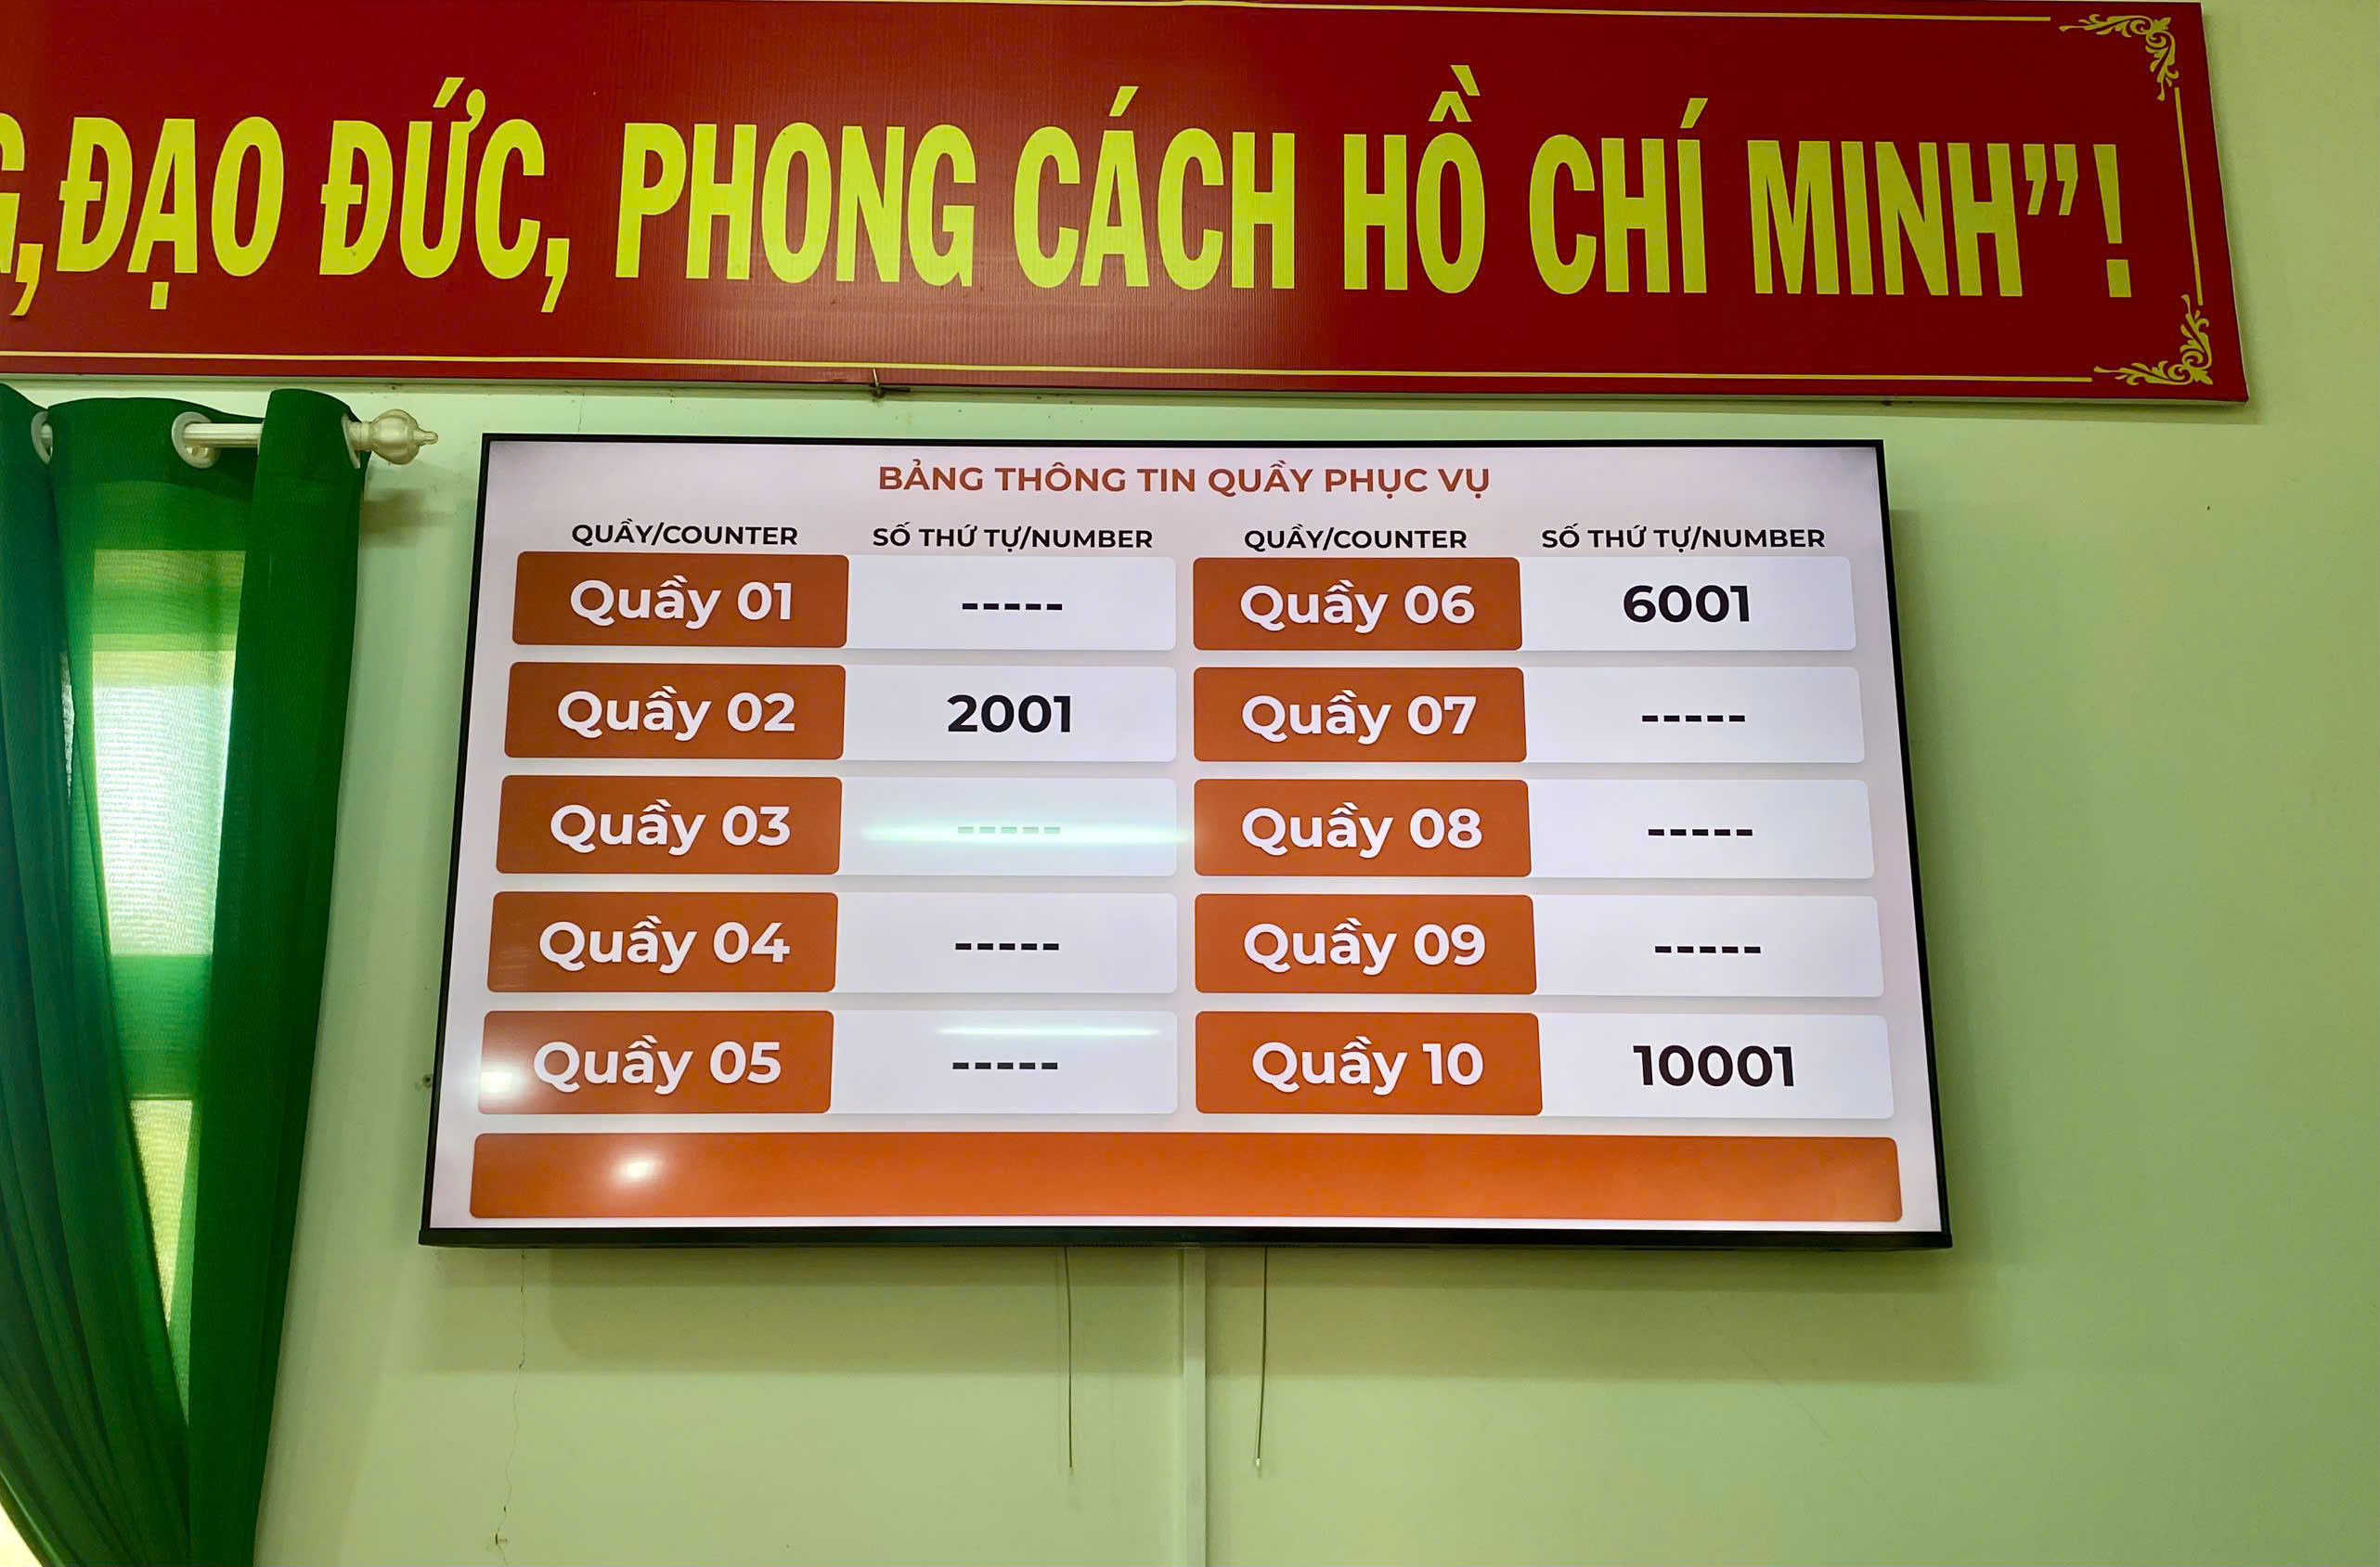 ,ĐẠO ĐỨC, PHONG CÁCH HỒ CHÍ MINH”!
BẢNG THÔNG TIN QUẦY PHỤC VỤ
QUẦY/COUNTER SỐ THỨ TỰ/NUMBER QUẦY/COUNTER SỐ THỨ TỰ/NUMBER
Quầy 01 ----- Quầy 06 6001
Quầy 02 2001 Quầy 07 -----
Quầy 03 ----- Quầy 08 -----
Quầy 04 ----- Quầy 09 -----
Quầy 05 ----- Quầy 10 10001